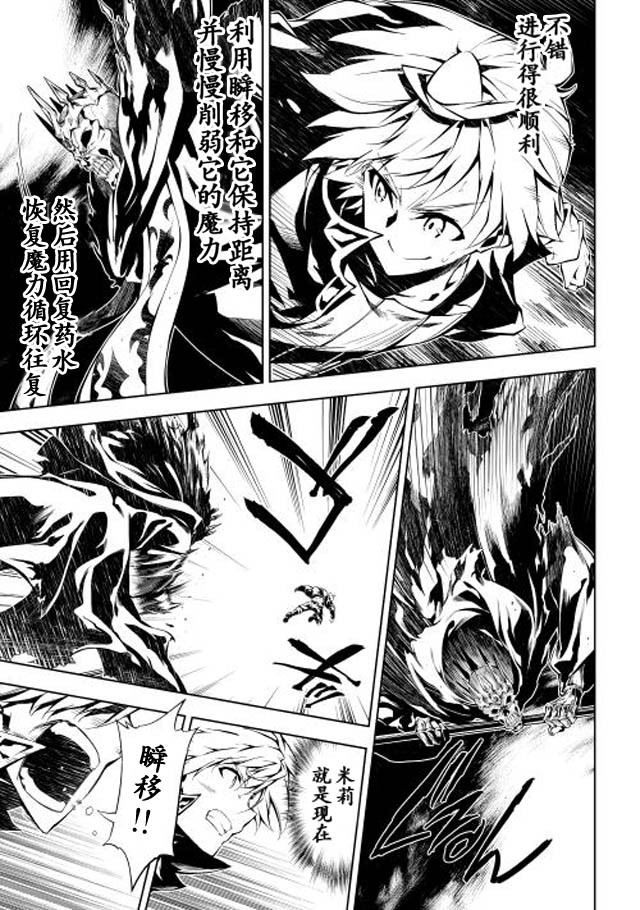 不错
进行得很顺利
利用瞬移和它保持距离
并慢慢削弱它的魔力
然后用回复药水
恢复魔力循环往复
米莉
就是现在
瞬移!!